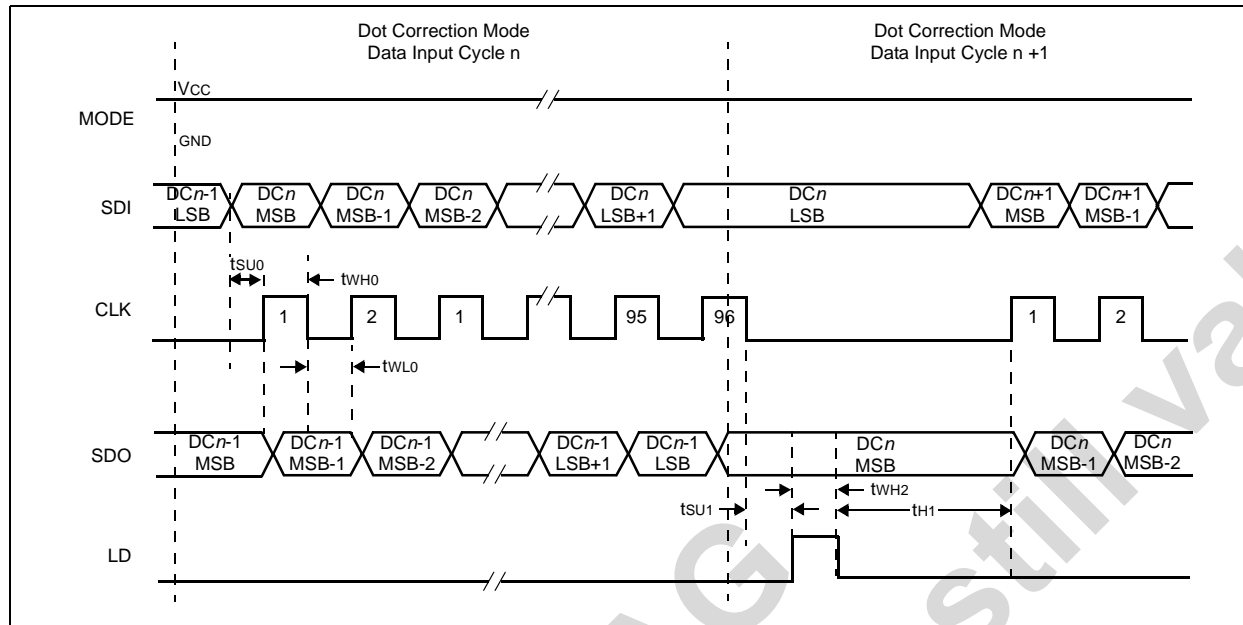 Dot Correction Mode
Data Input Cycle n
Dot Correction Mode
Data Input Cycle n +1
VCC
MODE
GND
SDI
DCn-1
LSB
DCn
MSB
DCn
MSB-1
DCn
MSB-2
DCn
LSB+1
DCn
LSB
DCn+1
MSB
DCn+1
MSB-1
tSU0
tWH0
CLK
1
2
1
95
96
1
2
tWL0
SDO
DCn-1
MSB
DCn-1
MSB-1
DCn-1
MSB-2
DCn-1
LSB+1
DCn-1
LSB
DCn
MSB
DCn
MSB-1
DCn
MSB-2
tWH2
tSU1
tH1
LD
AG
still va